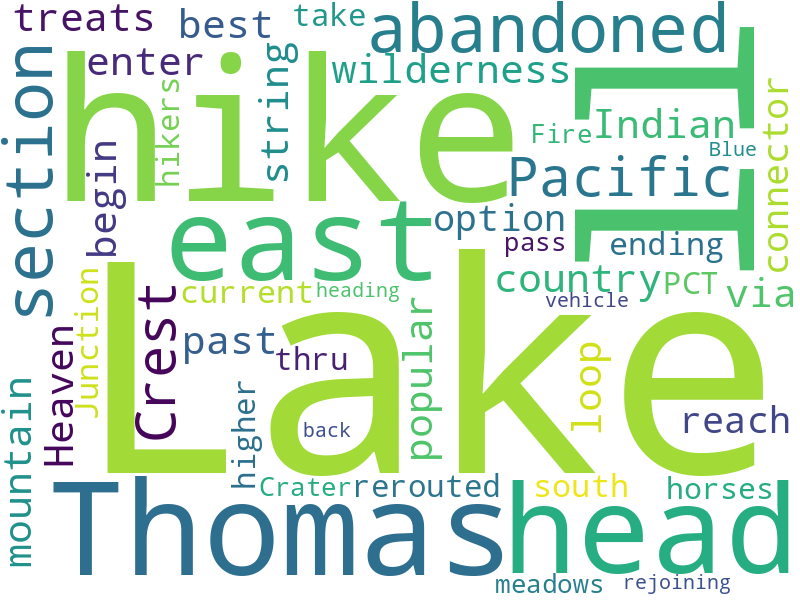 treats
best
take
abandoned
enter
wilderness
hike
section
hikers
string
II
Fire
Indian
Blue
connector
begin
Pacific
east
option
pass
ending
country
PCT
via
Lake
Junction
Crest
current
heading
vehicle
past
thru
popular
loop
Heaven
mountain
higher
back
reach
Crater
rerouted
south
horses
Thomas
head
meadows
rejoining